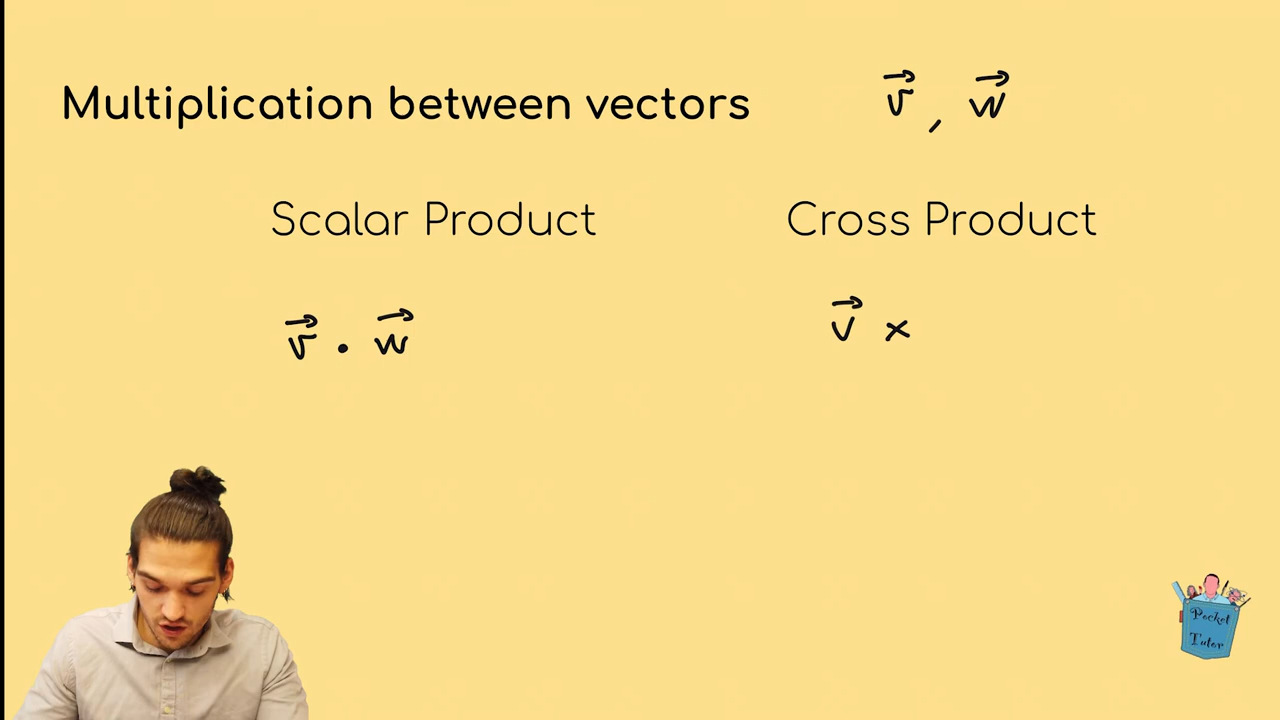 Multiplication between vectors v⃗ , w⃗
Scalar Product Cross Product
v⃗ · w⃗ v⃗ ×
Pocket
Tutor